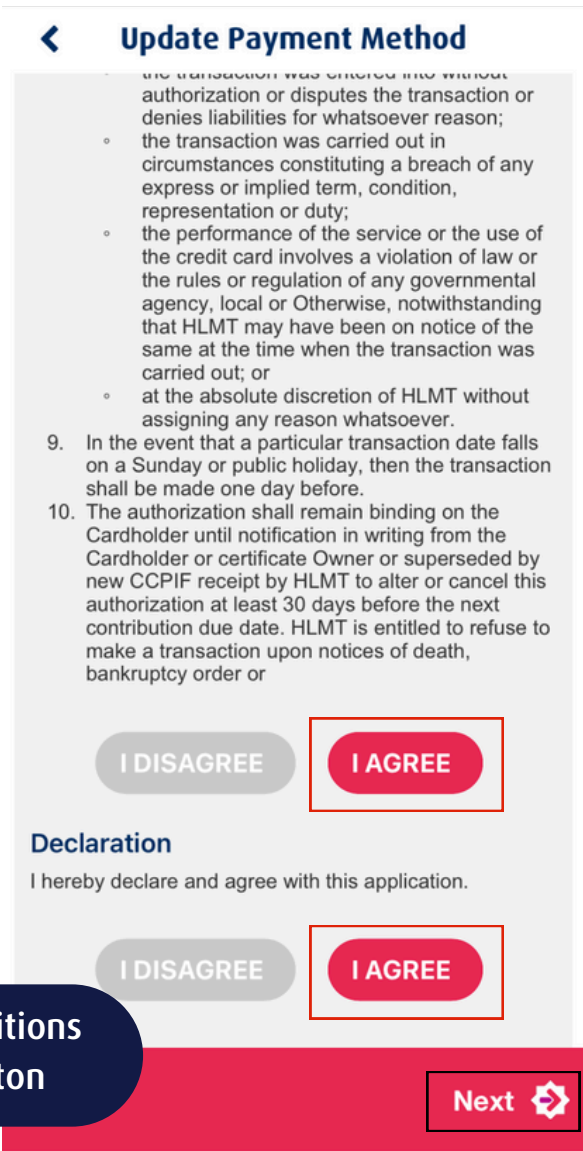 Update Payment Method
the transaction was entered into without
authorization or disputes the transaction or
denies liabilities for whatsoever reason;
◦ the transaction was carried out in
circumstances constituting a breach of any
express or implied term, condition,
representation or duty;
◦ the performance of the service or the use of
the credit card involves a violation of law or
the rules or regulation of any governmental
agency, local or Otherwise, notwithstanding
that HLMT may have been on notice of the
same at the time when the transaction was
carried out; or
◦ at the absolute discretion of HLMT without
assigning any reason whatsoever.
9. In the event that a particular transaction date falls
on a Sunday or public holiday, then the transaction
shall be made one day before.
10. The authorization shall remain binding on the
Cardholder until notification in writing from the
Cardholder or certificate Owner or superseded by
new CCPIF receipt by HLMT to alter or cancel this
authorization at least 30 days before the next
contribution due date. HLMT is entitled to refuse to
make a transaction upon notices of death,
bankruptcy order or
I DISAGREE I AGREE
Declaration
I hereby declare and agree with this application.
I DISAGREE I AGREE
itions
ton
Next